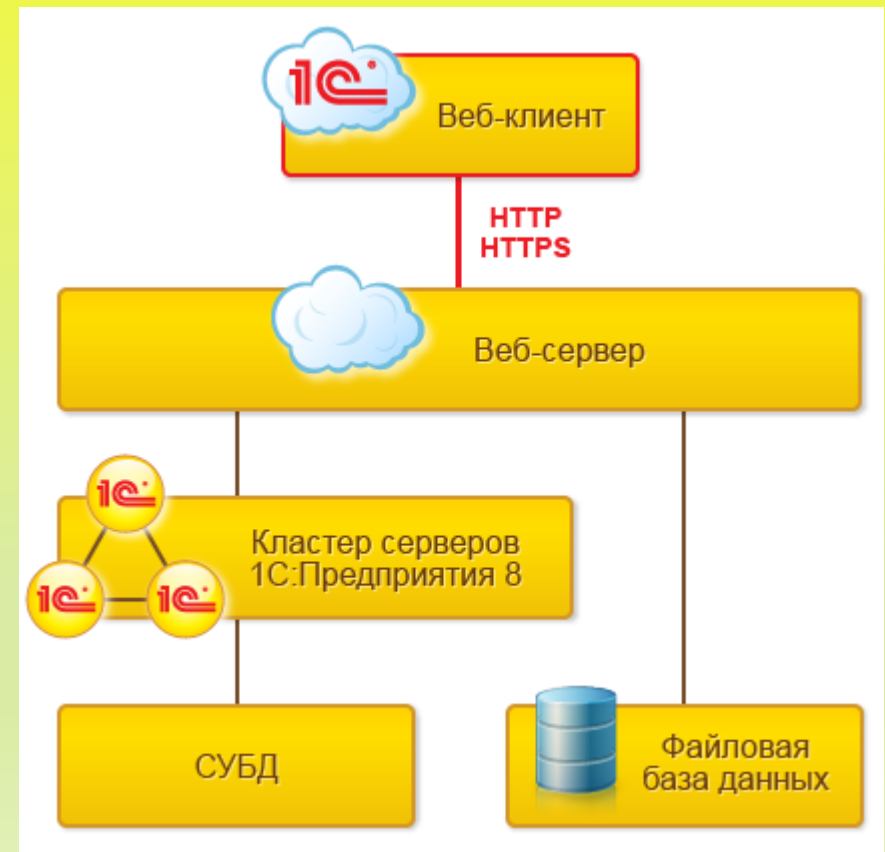 1С
Веб-клиент
HTTP
HTTPS
Веб-сервер
1С
Кластер серверов
1С:Предприятия 8
1С
1С
СУБД
Файловая
база данных